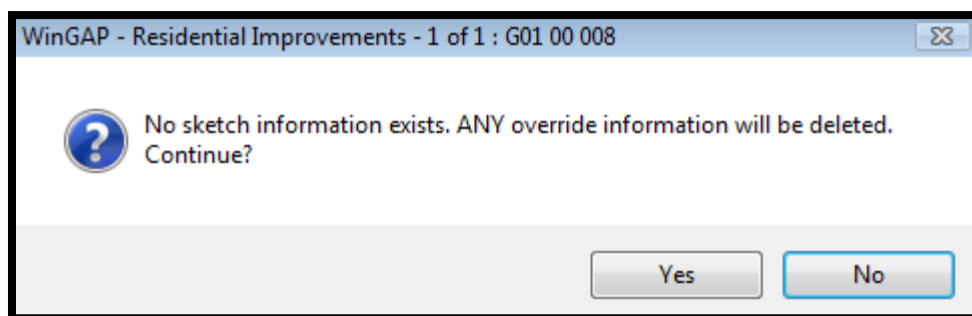 WinGAP - Residential Improvements - 1 of 1 : G01 00 008
No sketch information exists. ANY override information will be deleted.
Continue?
Yes No